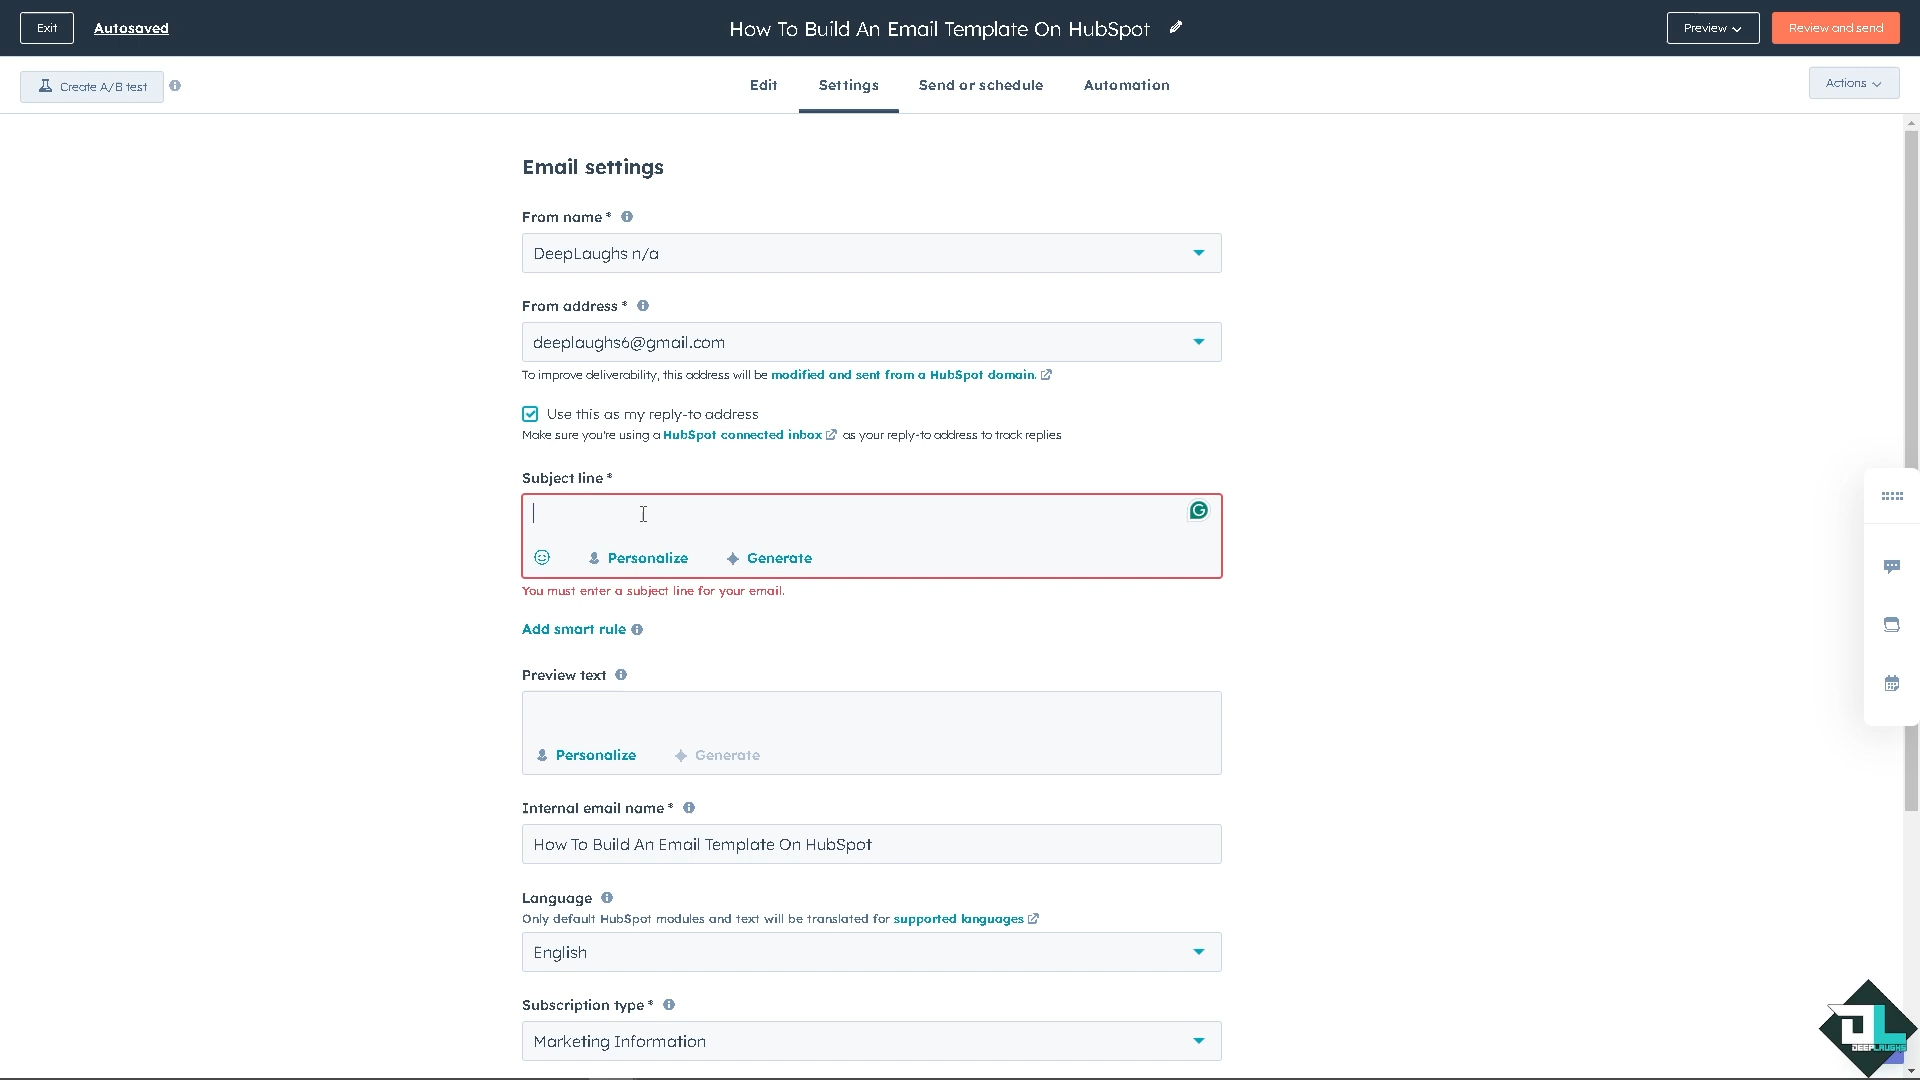 Exit
Autosaved
How To Build An Email Template On HubSpot
Preview
Review and send
Create A/B test
Edit
Settings
Send or schedule
Automation
Actions
Email settings
From name *
DeepLaughs n/a
From address *
deeplaughs6@gmail.com
To improve deliverability, this address will be modified and sent from a HubSpot domain.
Use this as my reply-to address
Make sure you're using a HubSpot connected inbox as your reply-to address to track replies
Subject line *
Personalize
Generate
You must enter a subject line for your email.
Add smart rule
Preview text
Personalize
Generate
Internal email name *
How To Build An Email Template On HubSpot
Language
Only default HubSpot modules and text will be translated for supported languages
English
Subscription type *
Marketing Information
DL
DEEPLAUGHS